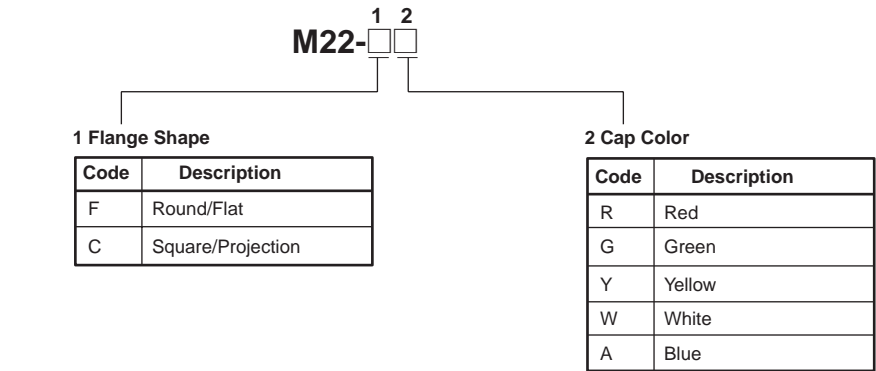 1 2
M22-□□
1 Flange Shape
Code Description
F Round/Flat
C Square/Projection
2 Cap Color
Code Description
R Red
G Green
Y Yellow
W White
A Blue